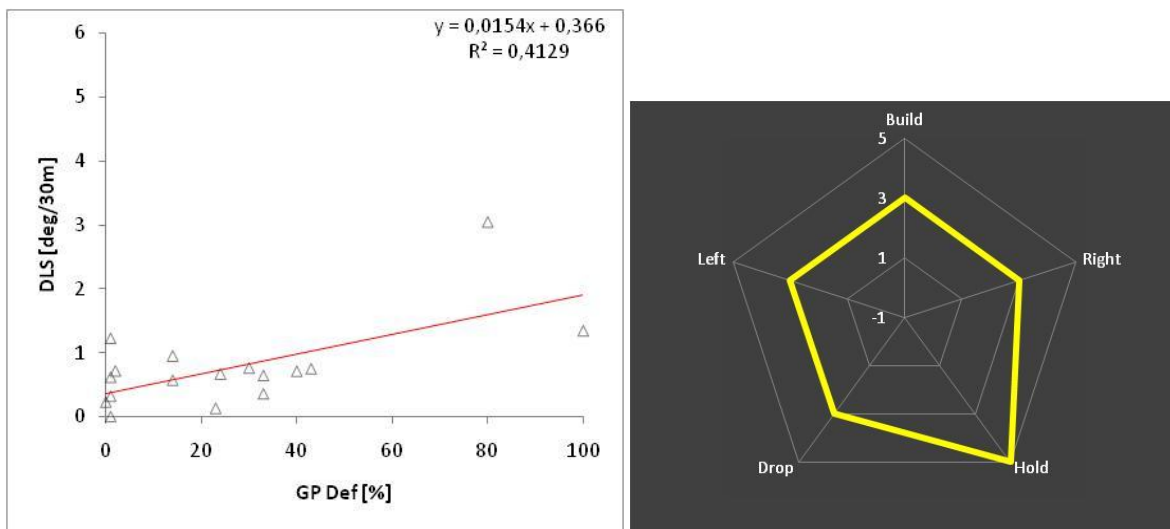 y = 0,0154x + 0,366
R² = 0,4129
6
5
4
3
2
1
0
DLS [deg/30m]
0 20 40 60 80 100
GP Def [%]
Build
5
3
1
-1
Left
Right
Drop
Hold